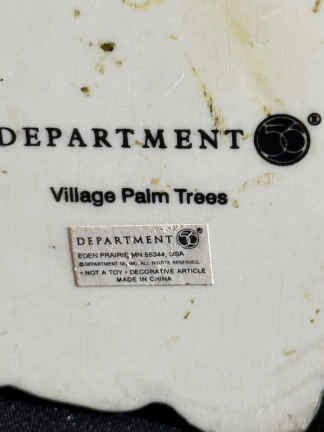 DEPARTMENT 56®
Village Palm Trees
DEPARTMENT 56®
EDEN PRAIRIE, MN 55344, USA
©DEPARTMENT 56, INC. ALL RIGHTS RESERVED.
• NOT A TOY • DECORATIVE ARTICLE
MADE IN CHINA